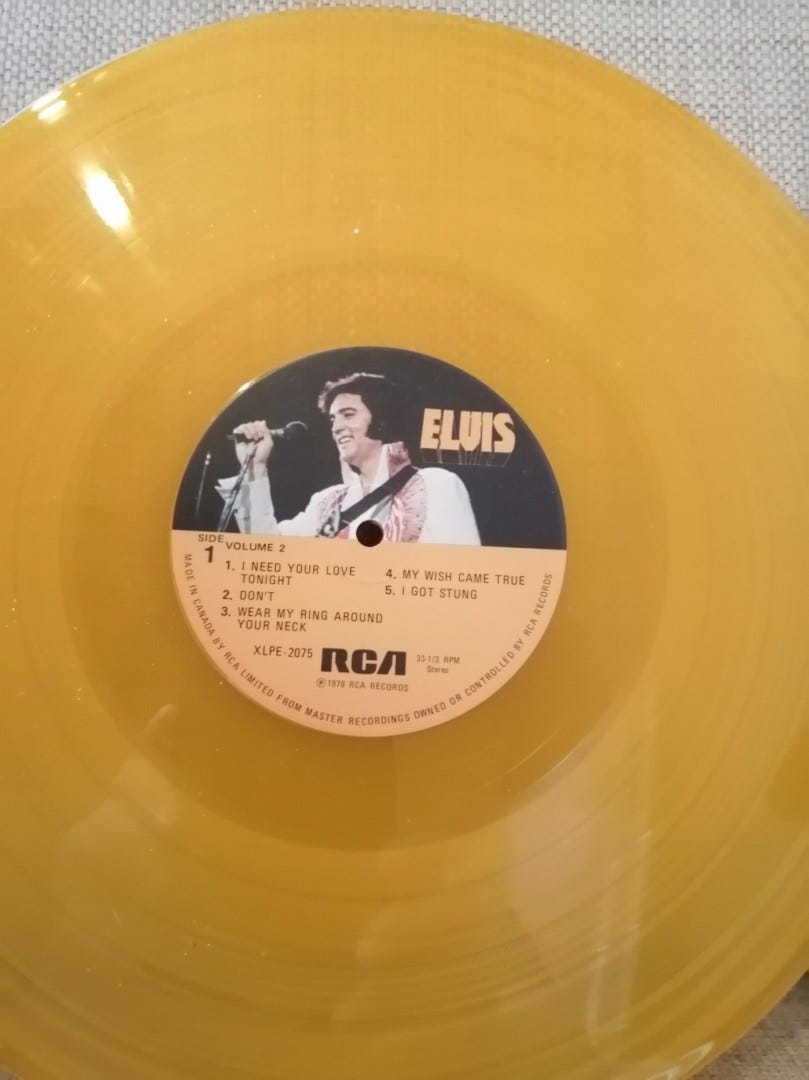 ELVIS
SIDE
1
VOLUME 2
1. I NEED YOUR LOVE
TONIGHT
2. DON'T
3. WEAR MY RING AROUND
YOUR NECK
4. MY WISH CAME TRUE
5. I GOT STUNG
XLPE-2075
RCA
33-1/3 RPM
Stereo
℗1978 RCA RECORDS
MADE IN CANADA BY RCA LIMITED FROM MASTER RECORDINGS OWNED OR CONTROLLED BY RCA RECORDS